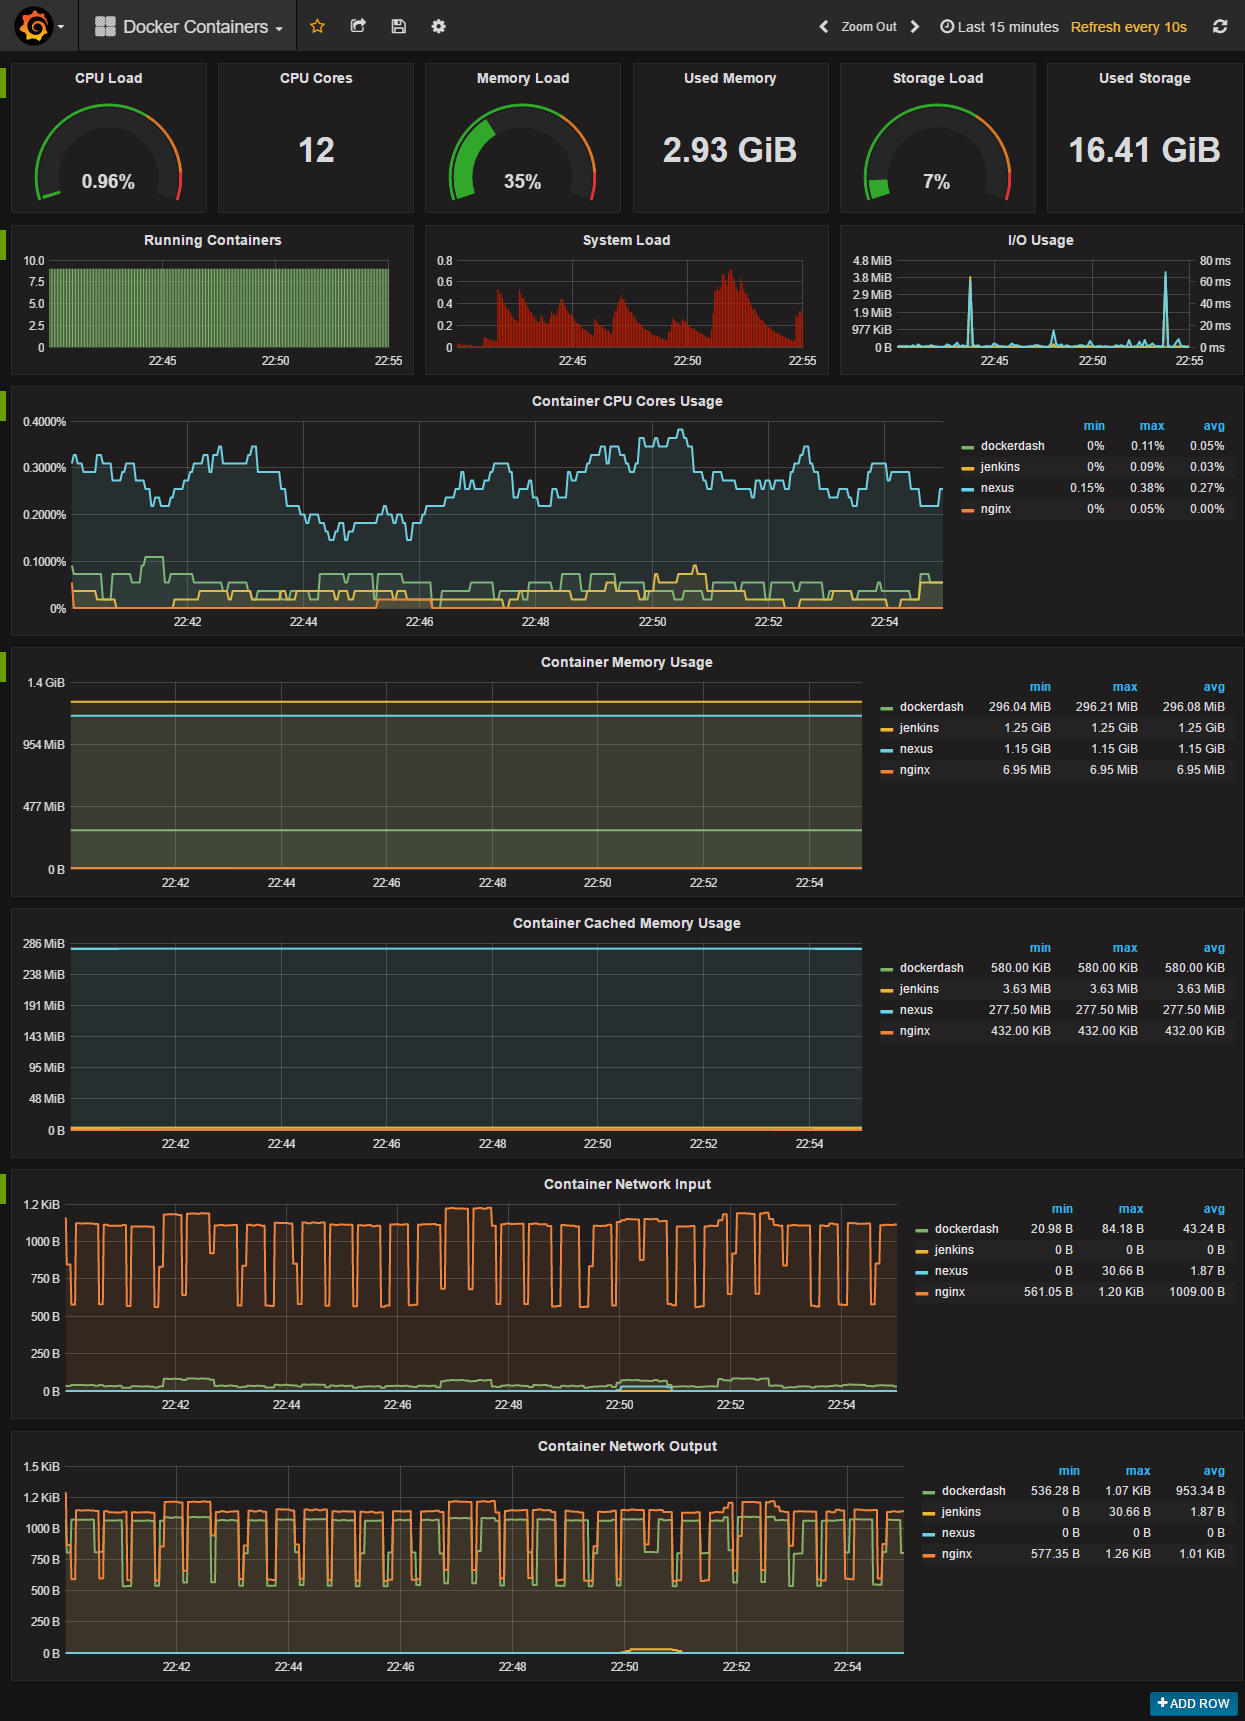 Docker Containers
Zoom Out
Last 15 minutes Refresh every 10s
CPU Load
0.96%
CPU Cores
12
Memory Load
35%
Used Memory
2.93 GiB
Storage Load
7%
Used Storage
16.41 GiB
Running Containers
10.0
7.5
5.0
2.5
0
22:45 22:50 22:55
System Load
0.8
0.6
0.4
0.2
0
22:45 22:50 22:55
I/O Usage
4.8 MiB 80 ms
3.8 MiB 60 ms
2.9 MiB
1.9 MiB 40 ms
977 KiB 20 ms
0 B 0 ms
22:45 22:50 22:55
Container CPU Cores Usage
0.4000%
0.3000%
0.2000%
0.1000%
0%
22:42 22:44 22:46 22:48 22:50 22:52 22:54
min max avg
dockerdash 0% 0.11% 0.05%
jenkins 0% 0.09% 0.03%
nexus 0.15% 0.38% 0.27%
nginx 0% 0.05% 0.00%
Container Memory Usage
1.4 GiB
954 MiB
477 MiB
0 B
22:42 22:44 22:46 22:48 22:50 22:52 22:54
min max avg
dockerdash 296.04 MiB 296.21 MiB 296.08 MiB
jenkins 1.25 GiB 1.25 GiB 1.25 GiB
nexus 1.15 GiB 1.15 GiB 1.15 GiB
nginx 6.95 MiB 6.95 MiB 6.95 MiB
Container Cached Memory Usage
286 MiB
238 MiB
191 MiB
143 MiB
95 MiB
48 MiB
0 B
22:42 22:44 22:46 22:48 22:50 22:52 22:54
min max avg
dockerdash 580.00 KiB 580.00 KiB 580.00 KiB
jenkins 3.63 MiB 3.63 MiB 3.63 MiB
nexus 277.50 MiB 277.50 MiB 277.50 MiB
nginx 432.00 KiB 432.00 KiB 432.00 KiB
Container Network Input
1.2 KiB
1000 B
750 B
500 B
250 B
0 B
22:42 22:44 22:46 22:48 22:50 22:52 22:54
min max avg
dockerdash 20.98 B 84.18 B 43.24 B
jenkins 0 B 0 B 0 B
nexus 0 B 30.66 B 1.87 B
nginx 561.05 B 1.20 KiB 1009.00 B
Container Network Output
1.5 KiB
1.2 KiB
1000 B
750 B
500 B
250 B
0 B
22:42 22:44 22:46 22:48 22:50 22:52 22:54
min max avg
dockerdash 536.28 B 1.07 KiB 953.34 B
jenkins 0 B 30.66 B 1.87 B
nexus 0 B 0 B 0 B
nginx 577.35 B 1.26 KiB 1.01 KiB
+ ADD ROW